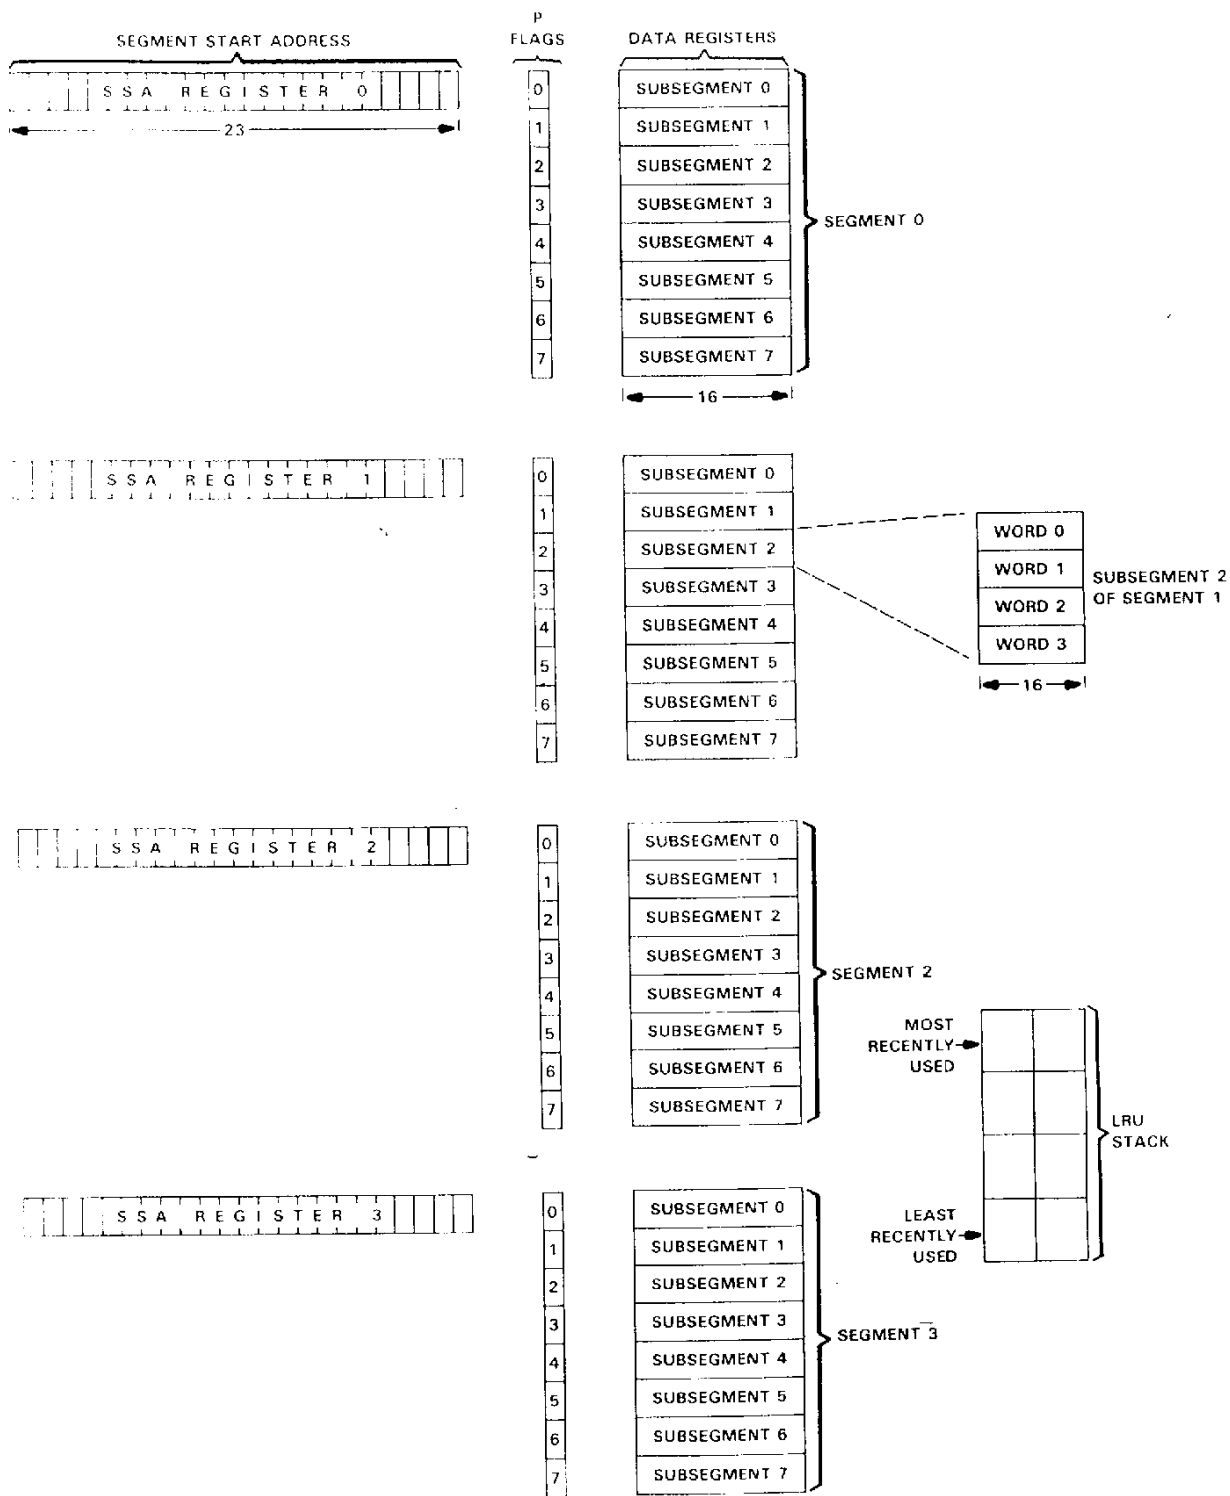 P
SEGMENT START ADDRESS FLAGS DATA REGISTERS
SSA REGISTER 0
23
0 SUBSEGMENT 0
1 SUBSEGMENT 1
2 SUBSEGMENT 2
3 SUBSEGMENT 3
4 SUBSEGMENT 4
5 SUBSEGMENT 5
6 SUBSEGMENT 6
7 SUBSEGMENT 7
SEGMENT 0
16
SSA REGISTER 1
0 SUBSEGMENT 0
1 SUBSEGMENT 1
2 SUBSEGMENT 2
3 SUBSEGMENT 3
4 SUBSEGMENT 4
5 SUBSEGMENT 5
6 SUBSEGMENT 6
7 SUBSEGMENT 7
WORD 0
WORD 1
WORD 2
WORD 3
SUBSEGMENT 2
OF SEGMENT 1
16
SSA REGISTER 2
0 SUBSEGMENT 0
1 SUBSEGMENT 1
2 SUBSEGMENT 2
3 SUBSEGMENT 3
4 SUBSEGMENT 4
5 SUBSEGMENT 5
6 SUBSEGMENT 6
7 SUBSEGMENT 7
SEGMENT 2
MOST
RECENTLY
USED
LRU
STACK
LEAST
RECENTLY
USED
SSA REGISTER 3
0 SUBSEGMENT 0
1 SUBSEGMENT 1
2 SUBSEGMENT 2
3 SUBSEGMENT 3
4 SUBSEGMENT 4
5 SUBSEGMENT 5
6 SUBSEGMENT 6
7 SUBSEGMENT 7
SEGMENT 3